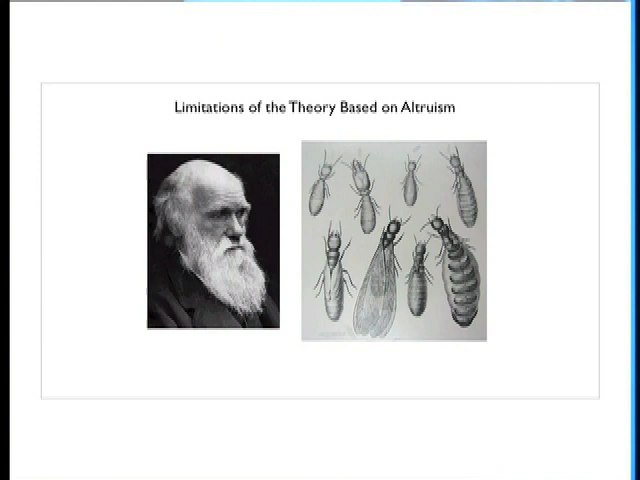 Limitations of the Theory Based on Altruism